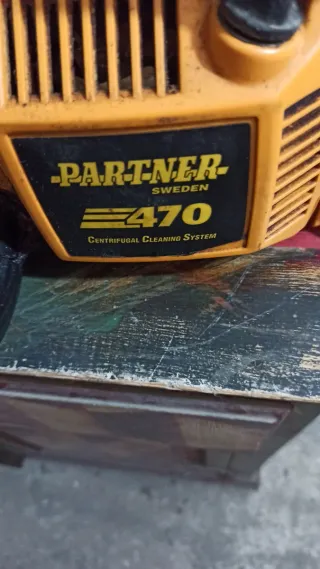 PARTNER
SWEDEN
470
CENTRIFUGAL CLEANING SYSTEM